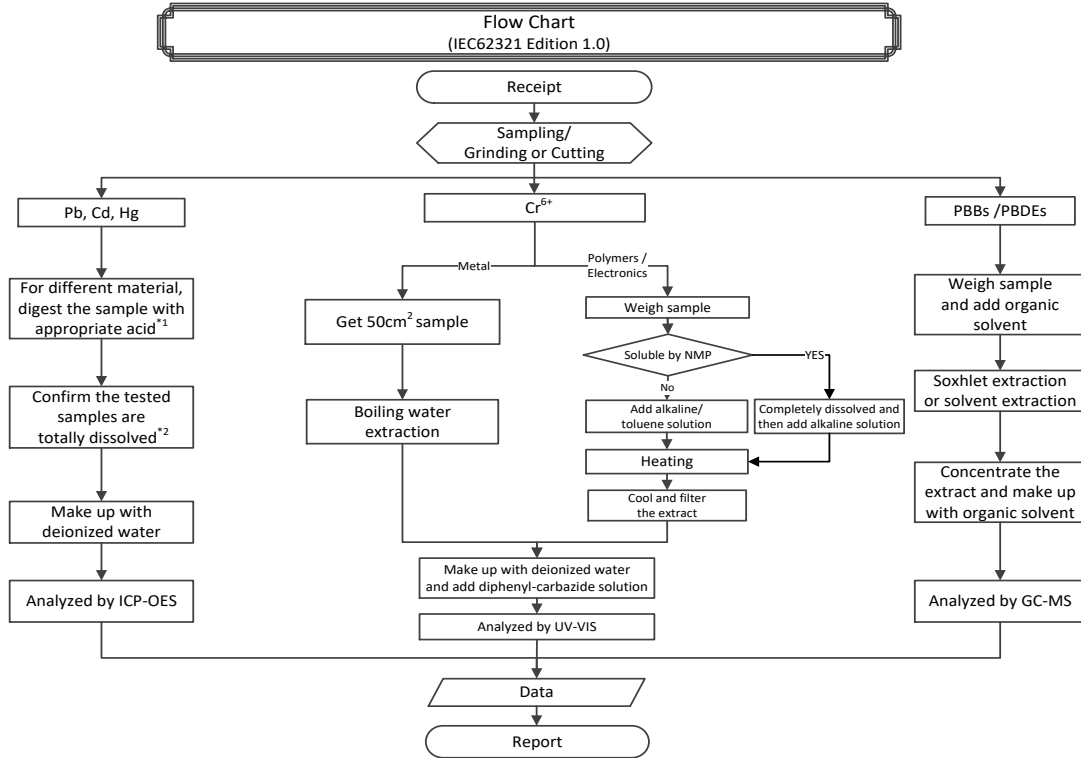 Flow Chart
(IEC62321 Edition 1.0)
Receipt
Sampling/
Grinding or Cutting
Pb, Cd, Hg
For different material,
digest the sample with
appropriate acid*1
Confirm the tested
samples are
totally dissolved*2
Make up with
deionized water
Analyzed by ICP-OES
Cr6+
Metal
Get 50cm2 sample
Boiling water
extraction
Polymers /
Electronics
Weigh sample
Soluble by NMP
YES
No
Add alkaline/
toluene solution
Completely dissolved and
then add alkaline solution
Heating
Cool and filter
the extract
Make up with deionized water
and add diphenyl-carbazide solution
Analyzed by UV-VIS
PBBs /PBDEs
Weigh sample
and add organic
solvent
Soxhlet extraction
or solvent extraction
Concentrate the
extract and make up
with organic solvent
Analyzed by GC-MS
Data
Report